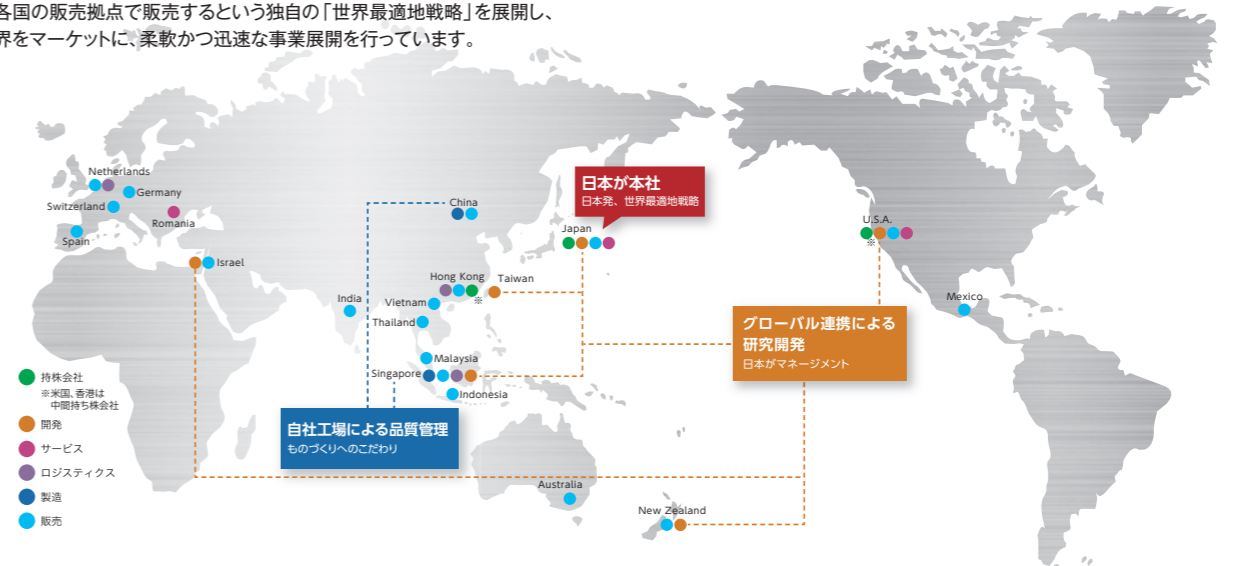 各国の販売拠点で販売するという独自の「世界最適地戦略」を展開し、
界をマーケットに、柔軟かつ迅速な事業展開を行っています。
Netherlands
Germany
Switzerland
Romania
Spain
Israel
China
日本が本社
日本発、世界最適地戦略
Japan
Hong Kong
※
Taiwan
India
Vietnam
Thailand
Malaysia
Singapore
Indonesia
U.S.A.
※
Mexico
グローバル連携による
研究開発
日本がマネージメント
自社工場による品質管理
ものづくりへのこだわり
Australia
New Zealand
持株会社
※米国、香港は
中間持ち株会社
開発
サービス
ロジスティクス
製造
販売